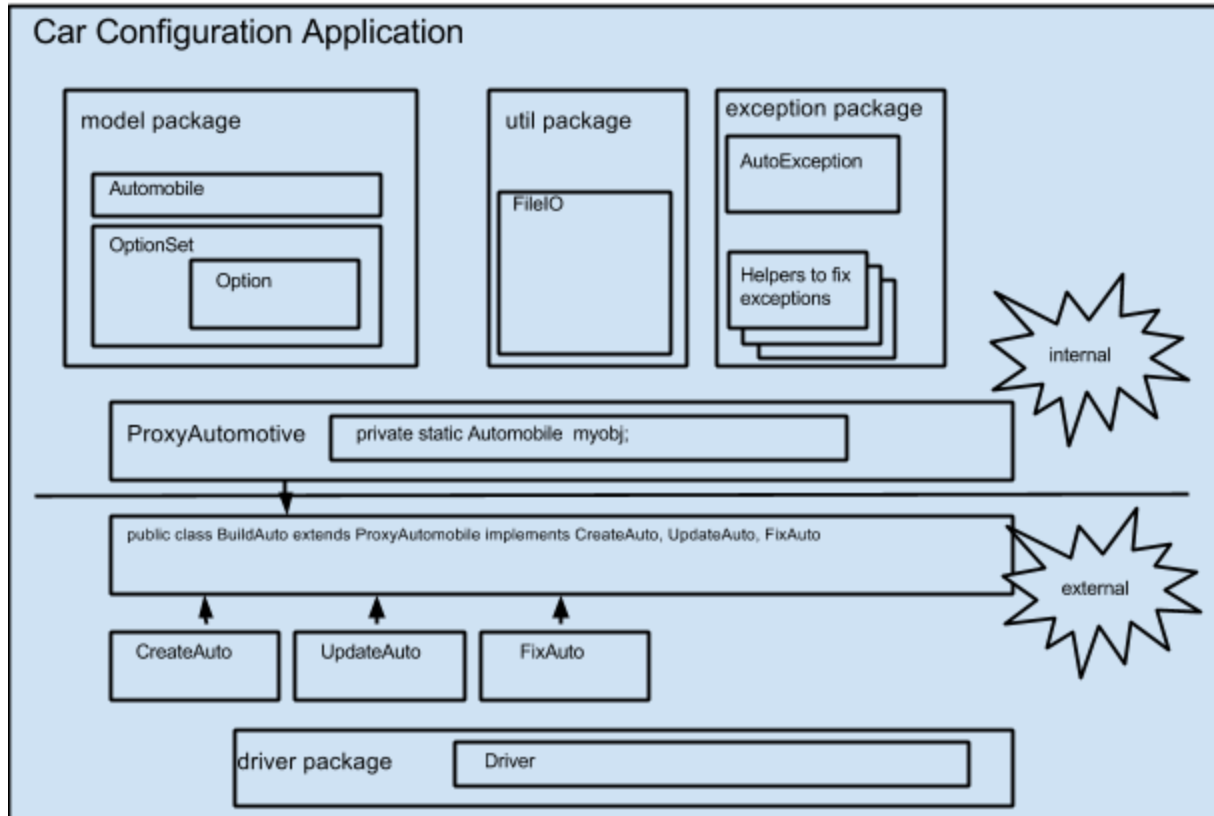 Car Configuration Application
model package
Automobile
OptionSet
Option
util package
FileIO
exception package
AutoException
Helpers to fix
exceptions
internal
ProxyAutomotive
private static Automobile myobj;
public class BuildAuto extends ProxyAutomobile implements CreateAuto, UpdateAuto, FixAuto
external
CreateAuto
UpdateAuto
FixAuto
driver package
Driver